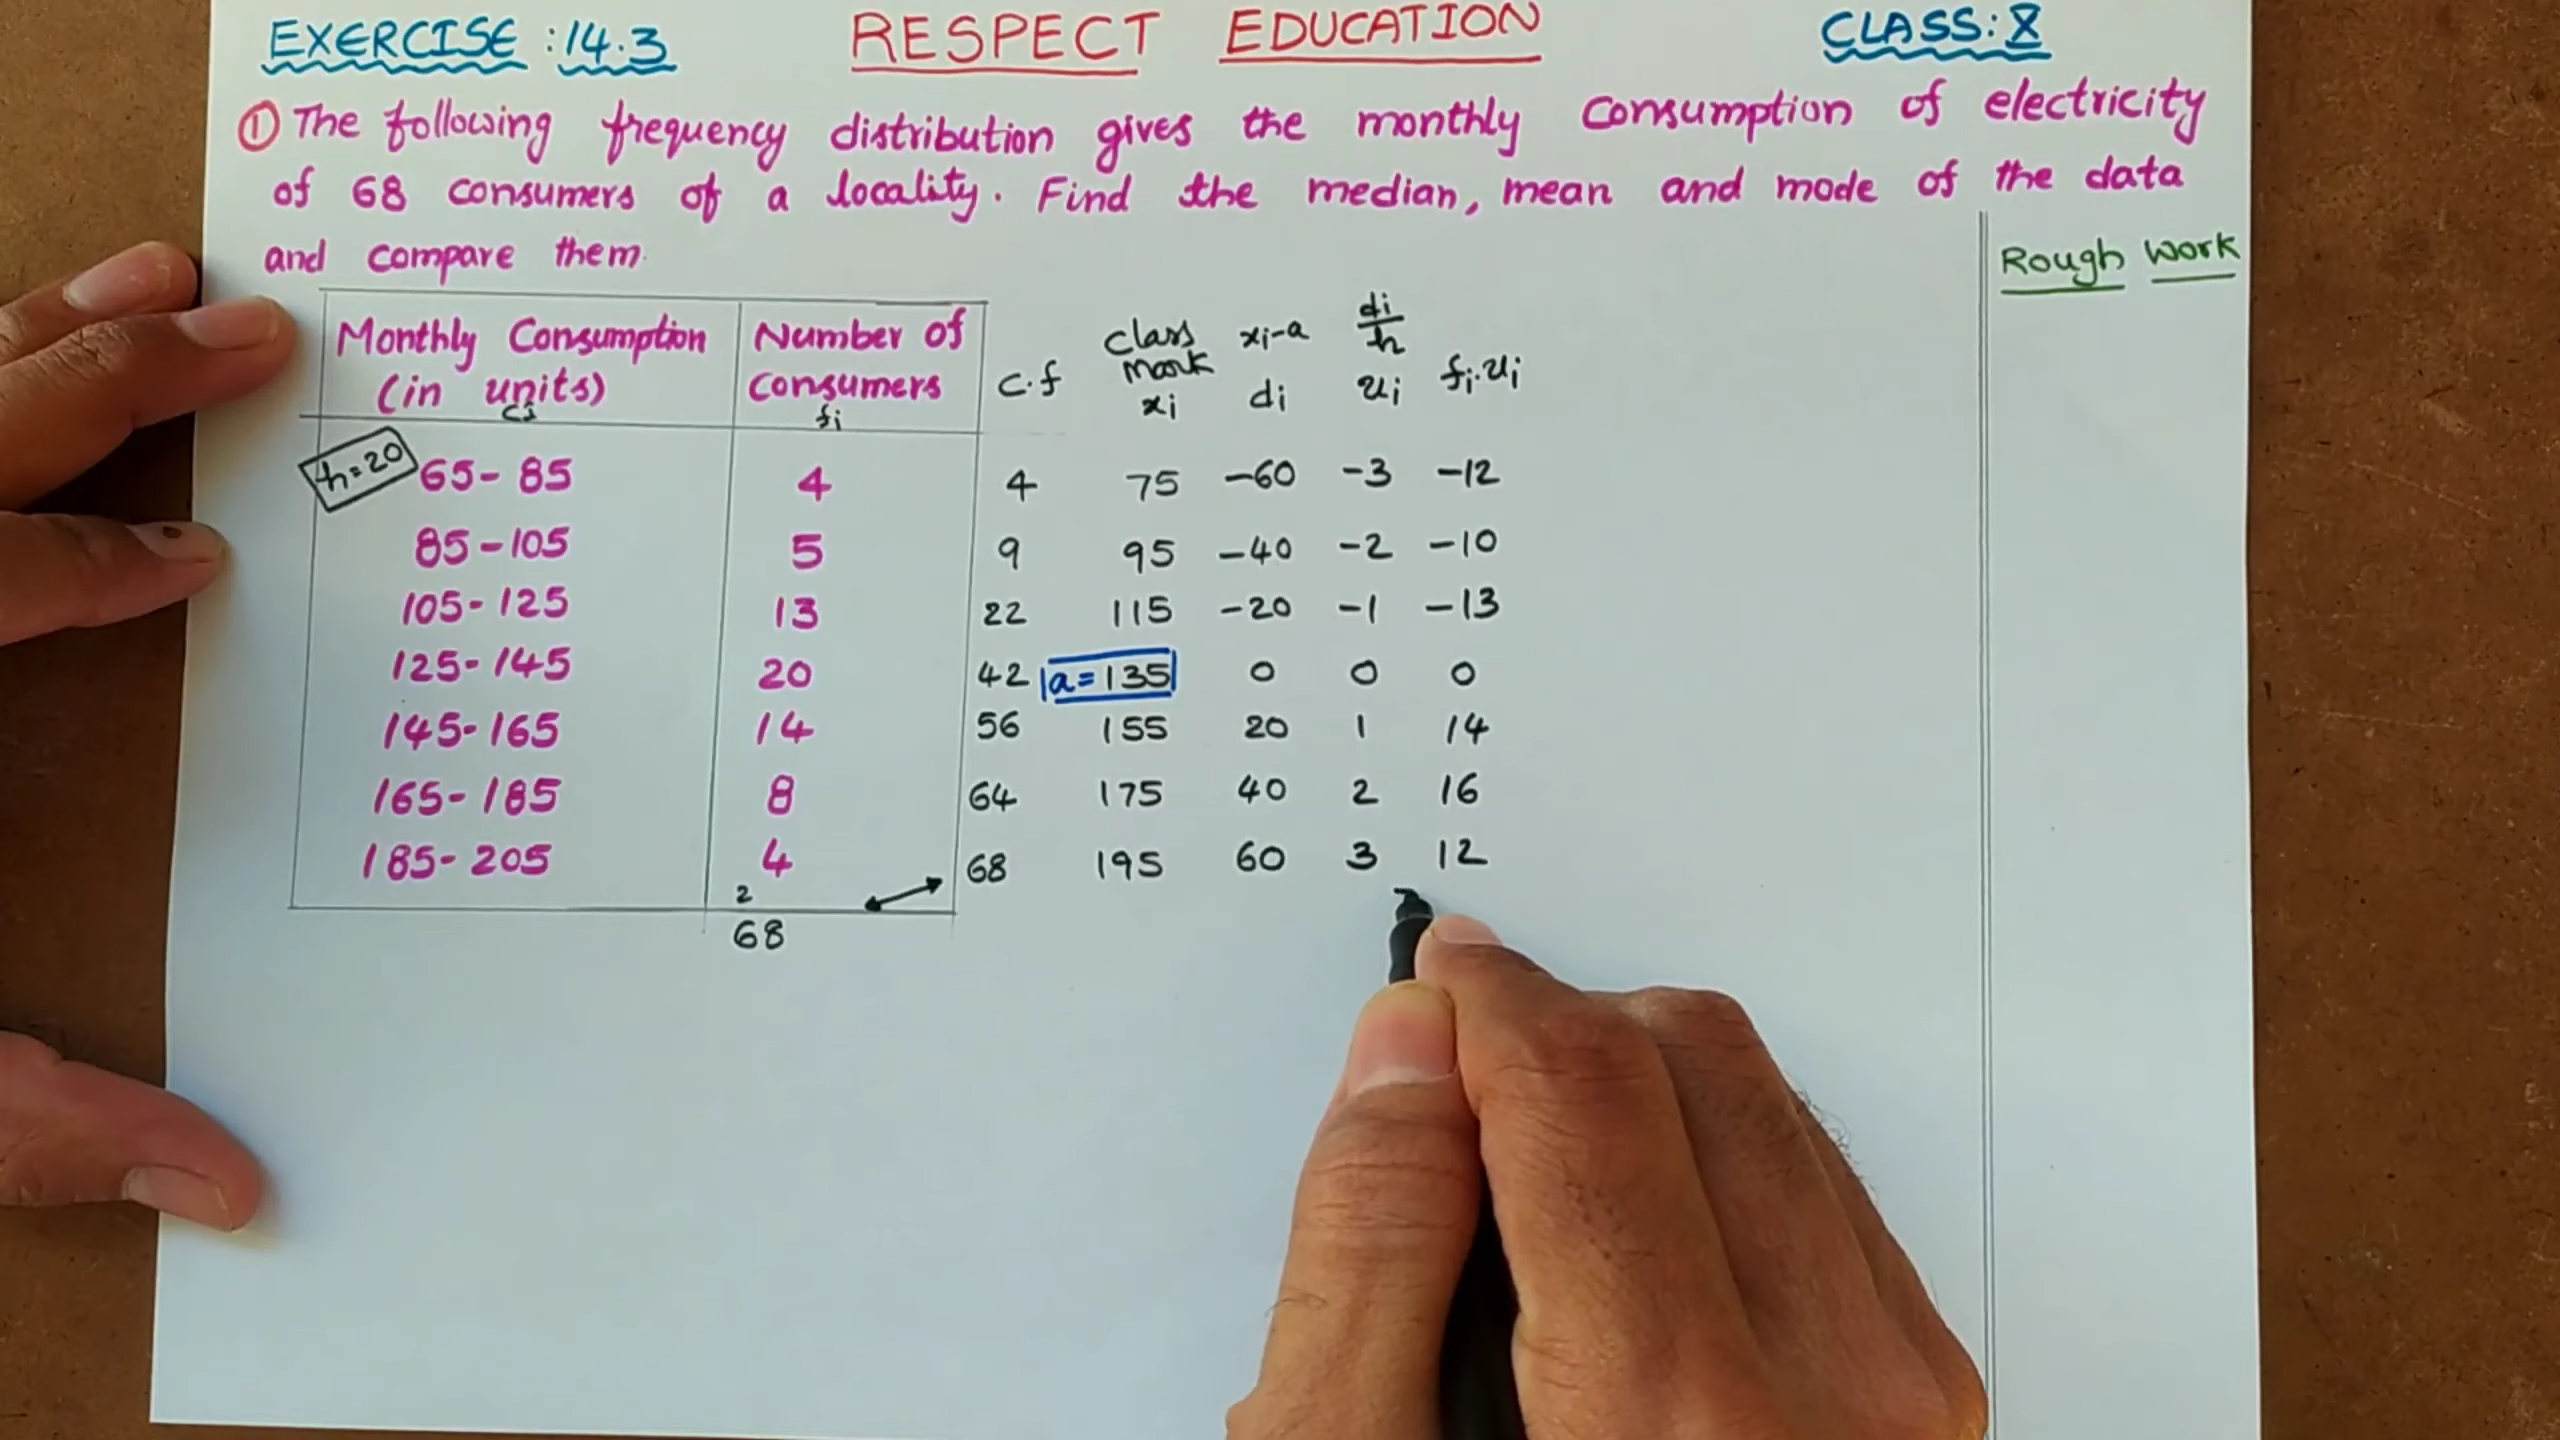 EXERCISE : 14.3 RESPECT EDUCATION CLASS: X
① The following frequency distribution gives the monthly consumption of electricity
of 68 consumers of a locality. Find the median, mean and mode of the data
and compare them.
Rough Work
Monthly Consumption (in units) CI
Number of consumers fi
c.f
class mark xi
xi-a di
di/h ui
fi.ui
h=20
65-85 4 4 75 -60 -3 -12
85-105 5 9 95 -40 -2 -10
105-125 13 22 115 -20 -1 -13
125-145 20 42 a=135 0 0 0
145-165 14 56 155 20 1 14
165-185 8 64 175 40 2 16
185-205 4 68 195 60 3 12
2
68